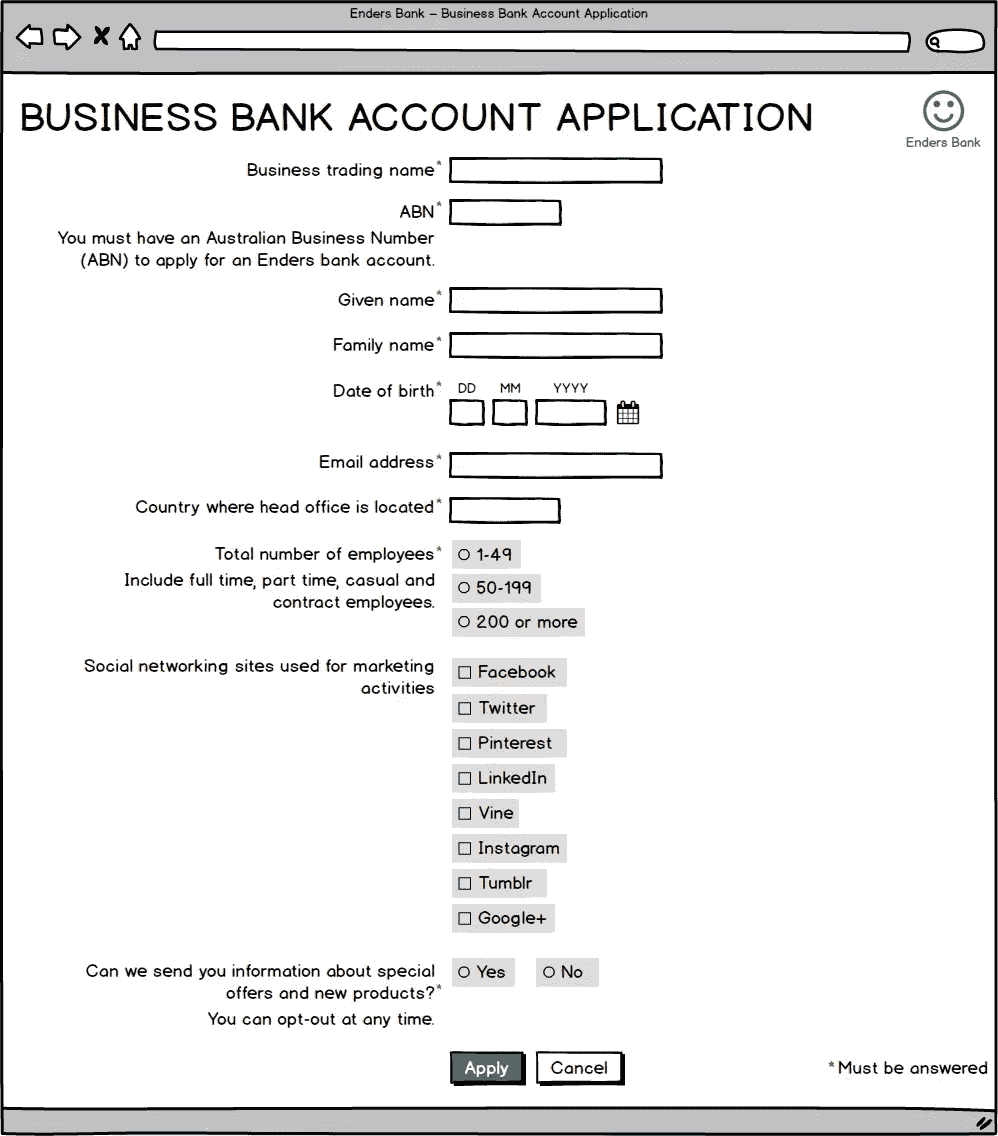 Enders Bank – Business Bank Account Application
BUSINESS BANK ACCOUNT APPLICATION
Enders Bank
Business trading name*
ABN*
You must have an Australian Business Number
(ABN) to apply for an Enders bank account.
Given name*
Family name*
Date of birth* DD MM YYYY
Email address*
Country where head office is located*
Total number of employees* 1-49
Include full time, part time, casual and
contract employees.
50-199
200 or more
Social networking sites used for marketing
activities
Facebook
Twitter
Pinterest
LinkedIn
Vine
Instagram
Tumblr
Google+
Can we send you information about special
offers and new products?*
Yes No
You can opt-out at any time.
Apply Cancel
*Must be answered